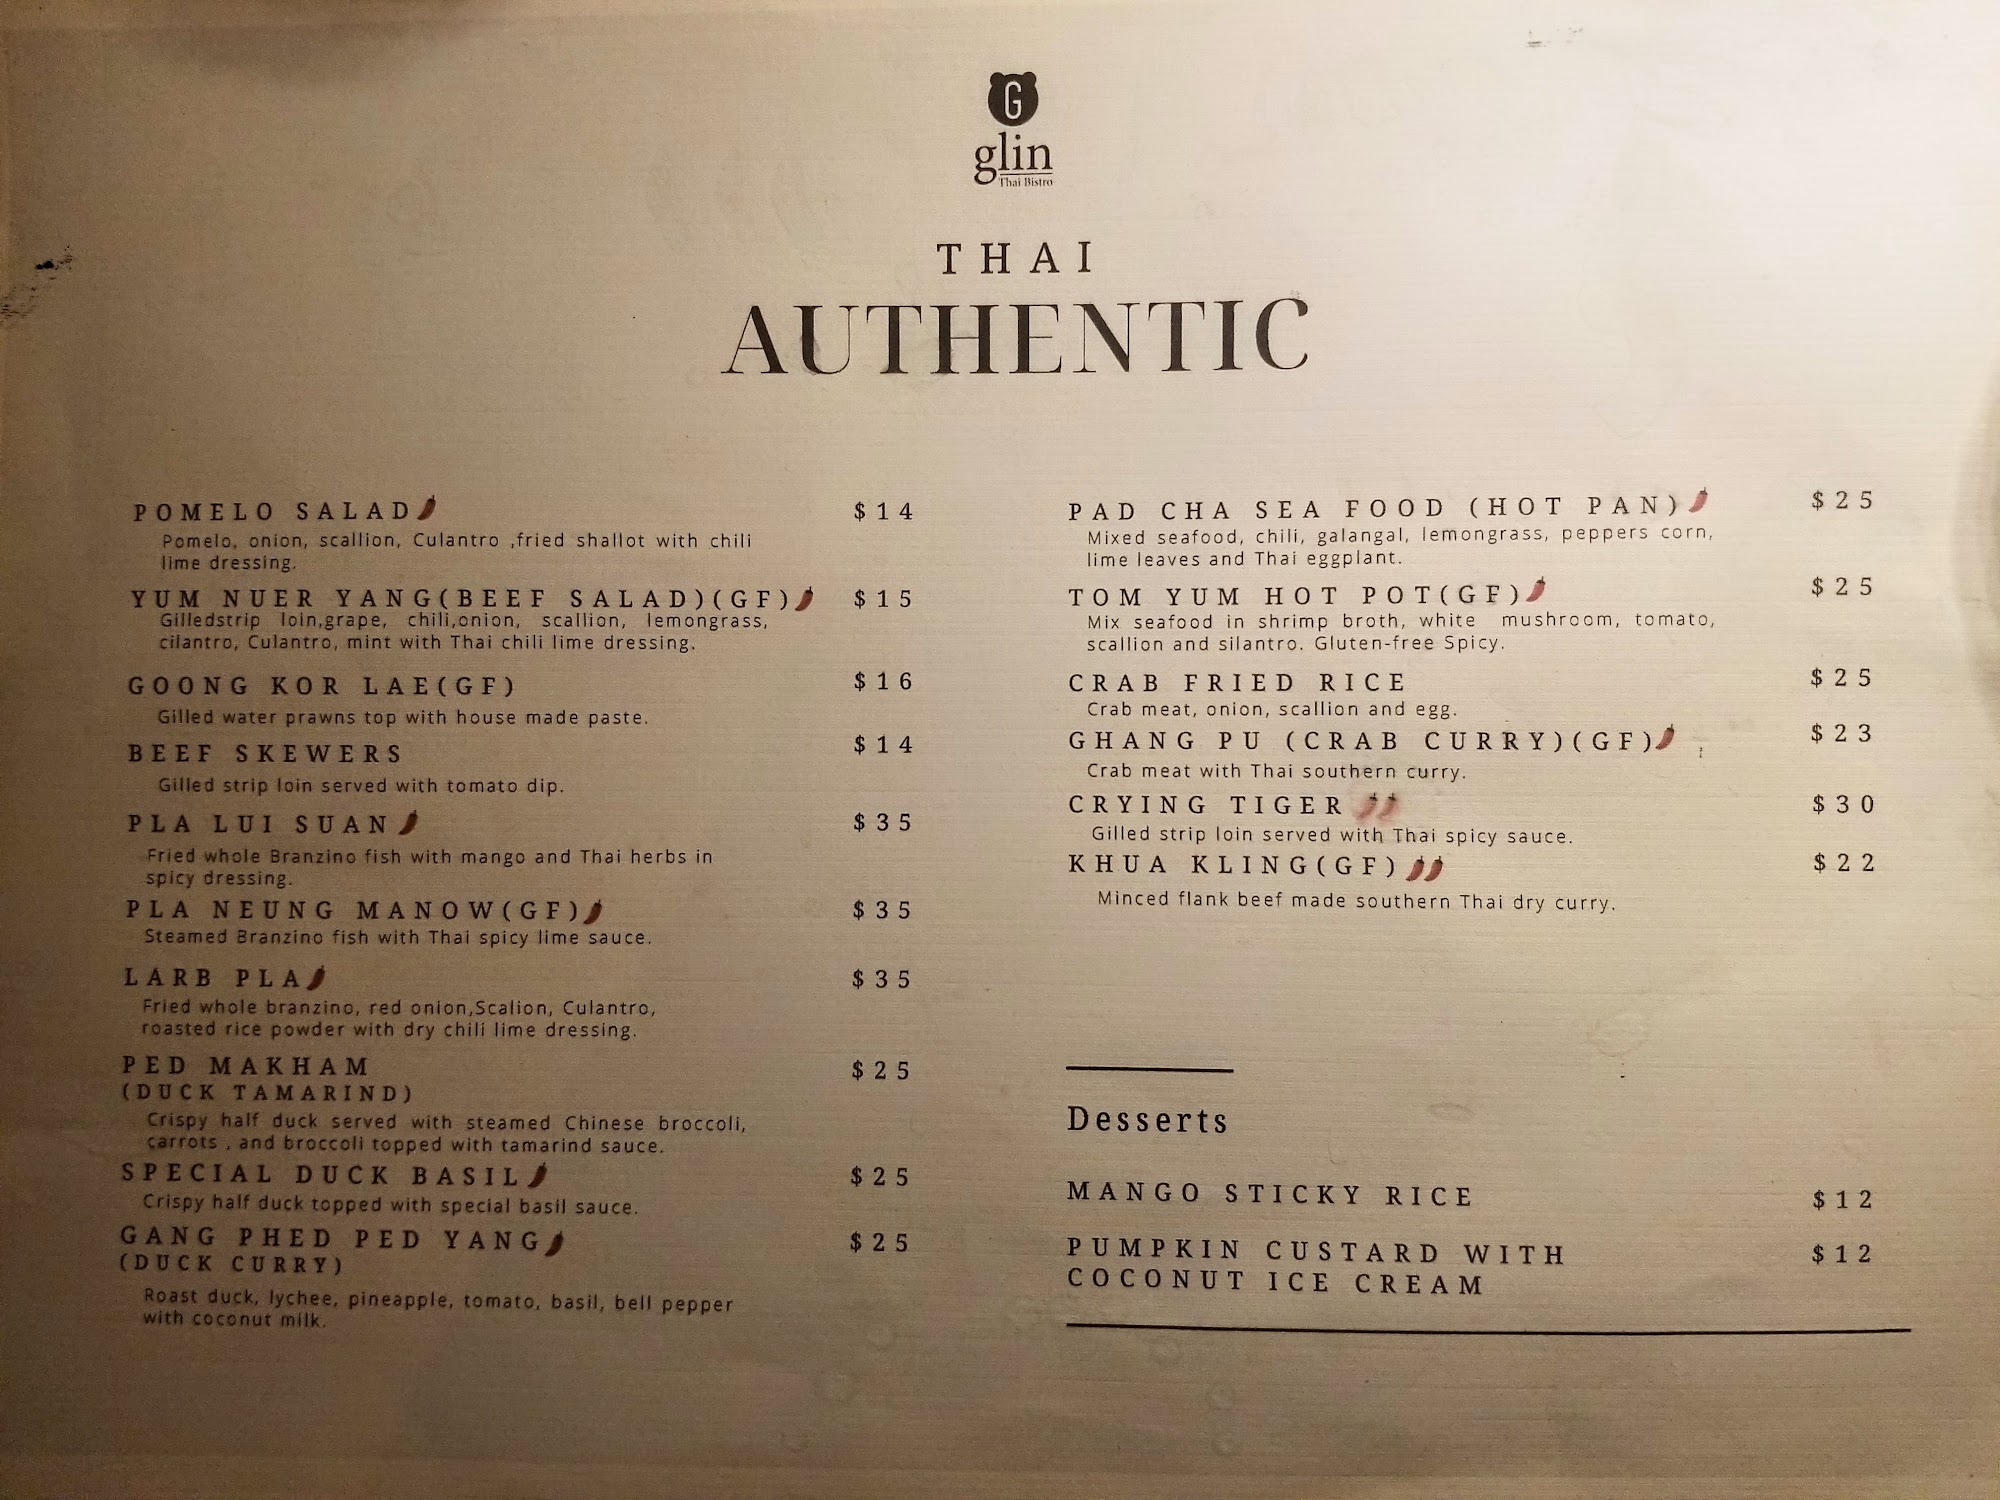 G
glin
Thai Bistro
THAI
AUTHENTIC
POMELO SALAD $14
Pomelo, onion, scallion, Culantro ,fried shallot with chili
lime dressing.
YUM NUER YANG(BEEF SALAD)(GF) $15
Gilledstrip loin,grape, chili,onion, scallion, lemongrass,
cilantro, Culantro, mint with Thai chili lime dressing.
GOONG KOR LAE(GF) $16
Gilled water prawns top with house made paste.
BEEF SKEWERS $14
Gilled strip loin served with tomato dip.
PLA LUI SUAN $35
Fried whole Branzino fish with mango and Thai herbs in
spicy dressing.
PLA NEUNG MANOW(GF) $35
Steamed Branzino fish with Thai spicy lime sauce.
LARB PLA $35
Fried whole branzino, red onion,Scalion, Culantro,
roasted rice powder with dry chili lime dressing.
PED MAKHAM $25
(DUCK TAMARIND)
Crispy half duck served with steamed Chinese broccoli,
carrots , and broccoli topped with tamarind sauce.
SPECIAL DUCK BASIL $25
Crispy half duck topped with special basil sauce.
GANG PHED PED YANG $25
(DUCK CURRY)
Roast duck, lychee, pineapple, tomato, basil, bell pepper
with coconut milk.
PAD CHA SEA FOOD (HOT PAN) $25
Mixed seafood, chili, galangal, lemongrass, peppers corn,
lime leaves and Thai eggplant.
TOM YUM HOT POT(GF) $25
Mix seafood in shrimp broth, white mushroom, tomato,
scallion and silantro. Gluten-free Spicy.
CRAB FRIED RICE $25
Crab meat, onion, scallion and egg.
GHANG PU (CRAB CURRY)(GF) $23
Crab meat with Thai southern curry.
CRYING TIGER $30
Gilled strip loin served with Thai spicy sauce.
KHUA KLING(GF) $22
Minced flank beef made southern Thai dry curry.
Desserts
MANGO STICKY RICE $12
PUMPKIN CUSTARD WITH $12
COCONUT ICE CREAM